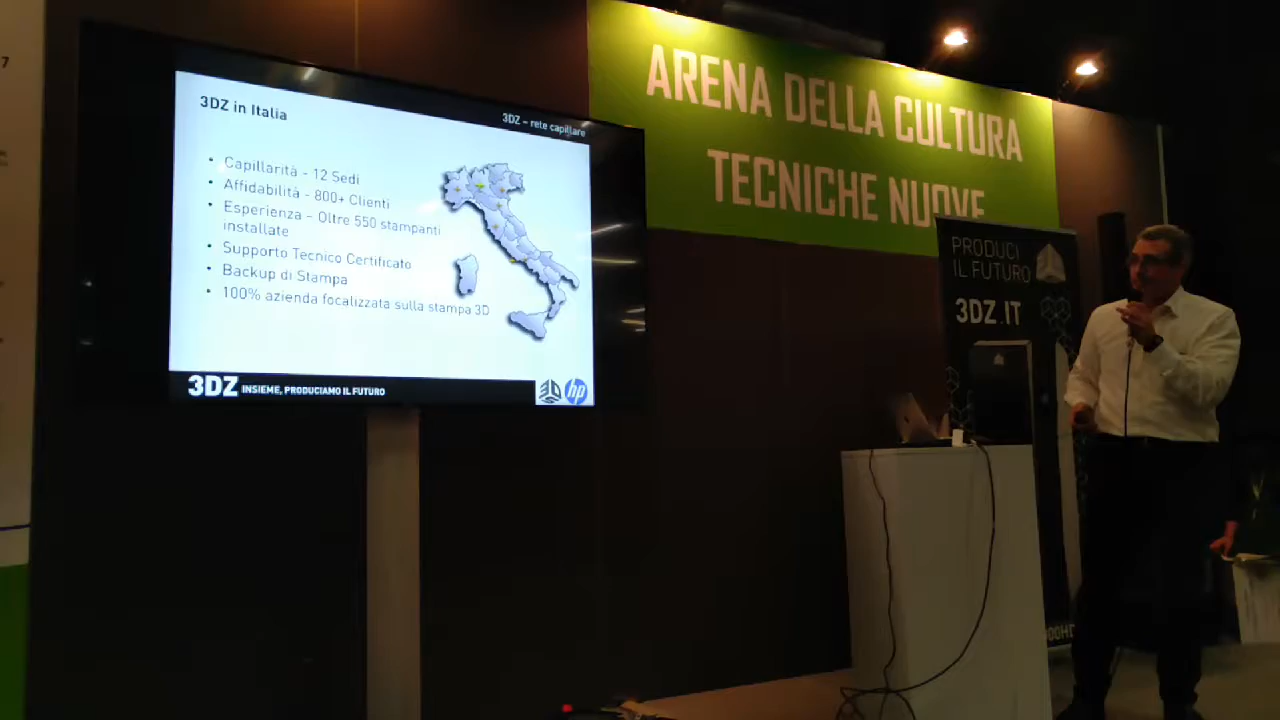 7
3DZ in Italia
3DZ – rete capillare
• Capillarità - 12 Sedi
• Affidabilità - 800+ Clienti
• Esperienza – Oltre 550 stampanti
installate
• Supporto Tecnico Certificato
• Backup di Stampa
• 100% azienda focalizzata sulla stampa 3D
3DZ INSIEME, PRODUCIAMO IL FUTURO
hp
ARENA DELLA CULTURA
TECNICHE NUOVE
PRODUCI
IL FUTURO
3DZ.IT